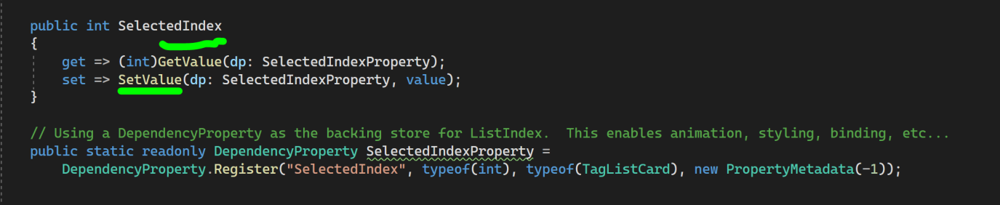 public int SelectedIndex
{
get => (int)GetValue(dp: SelectedIndexProperty);
set => SetValue(dp: SelectedIndexProperty, value);
}
// Using a DependencyProperty as the backing store for ListIndex.  This enables animation, styling, binding, etc...
public static readonly DependencyProperty SelectedIndexProperty =
DependencyProperty.Register("SelectedIndex", typeof(int), typeof(TagListCard), new PropertyMetadata(-1));